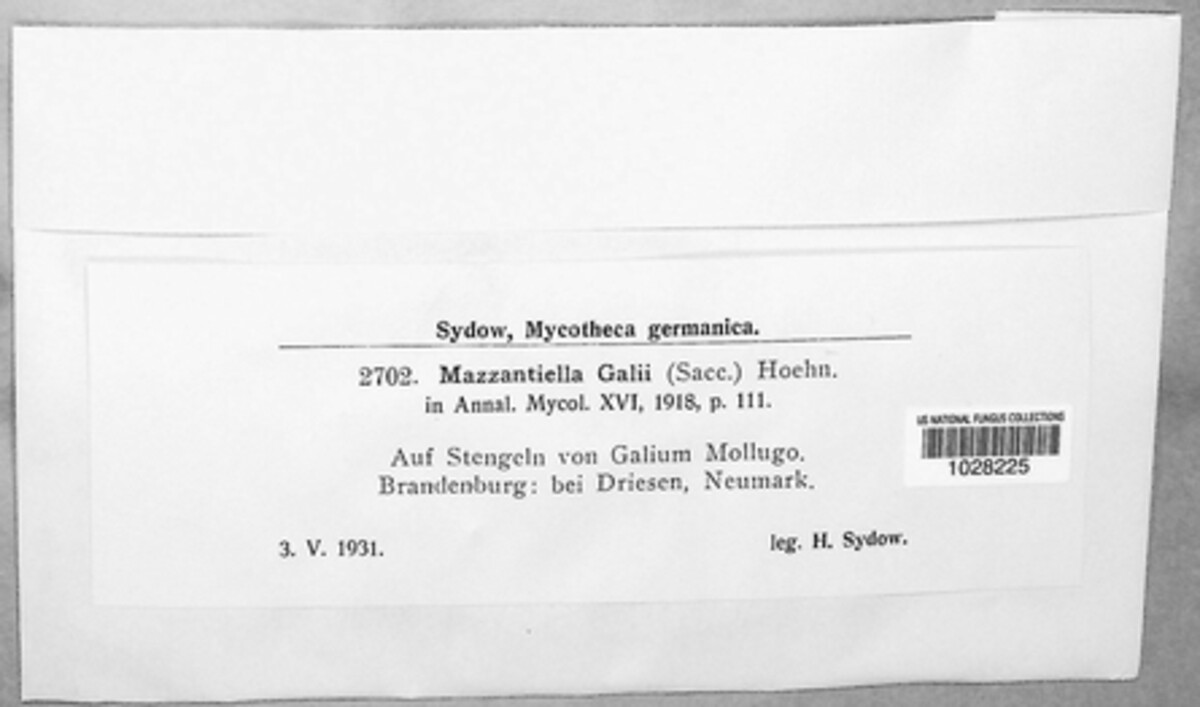 Sydow, Mycotheca germanica.
2702. Mazzantiella Galii (Sacc.) Hoehn.
in Annal. Mycol. XVI, 1918, p. 111.
Auf Stengeln von Galium Mollugo.
Brandenburg: bei Driesen, Neumark.
3. V. 1931.
leg. H. Sydow.
US NATIONAL FUNGUS COLLECTIONS
1028225